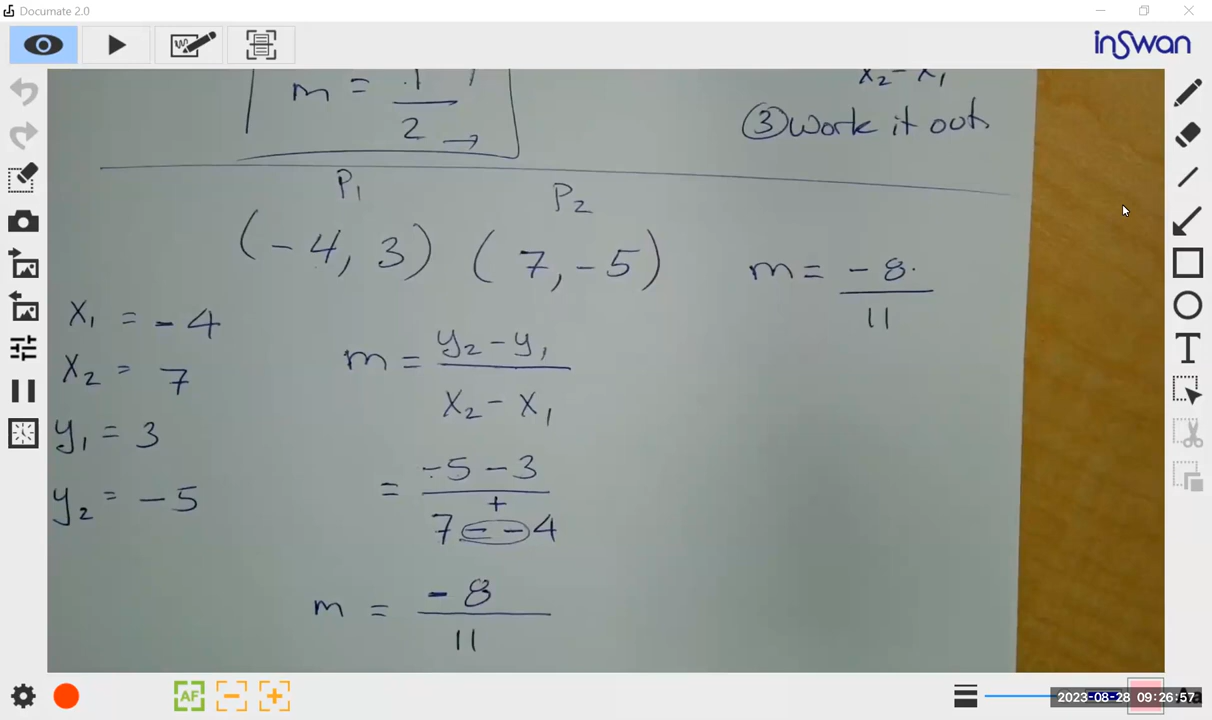 Documate 2.0
inSwan
m = 1/2 →
x₂ - x₁
③ Work it out
P₁ P₂
(-4, 3) (7, -5)
m = -8/11
x₁ = -4
x₂ = 7
y₁ = 3
y₂ = -5
m = y₂ - y₁ / x₂ - x₁
= -5 - 3 / 7 - - 4
+
m = -8/11
AF
T
2023-08-28 09:26:57
Aa